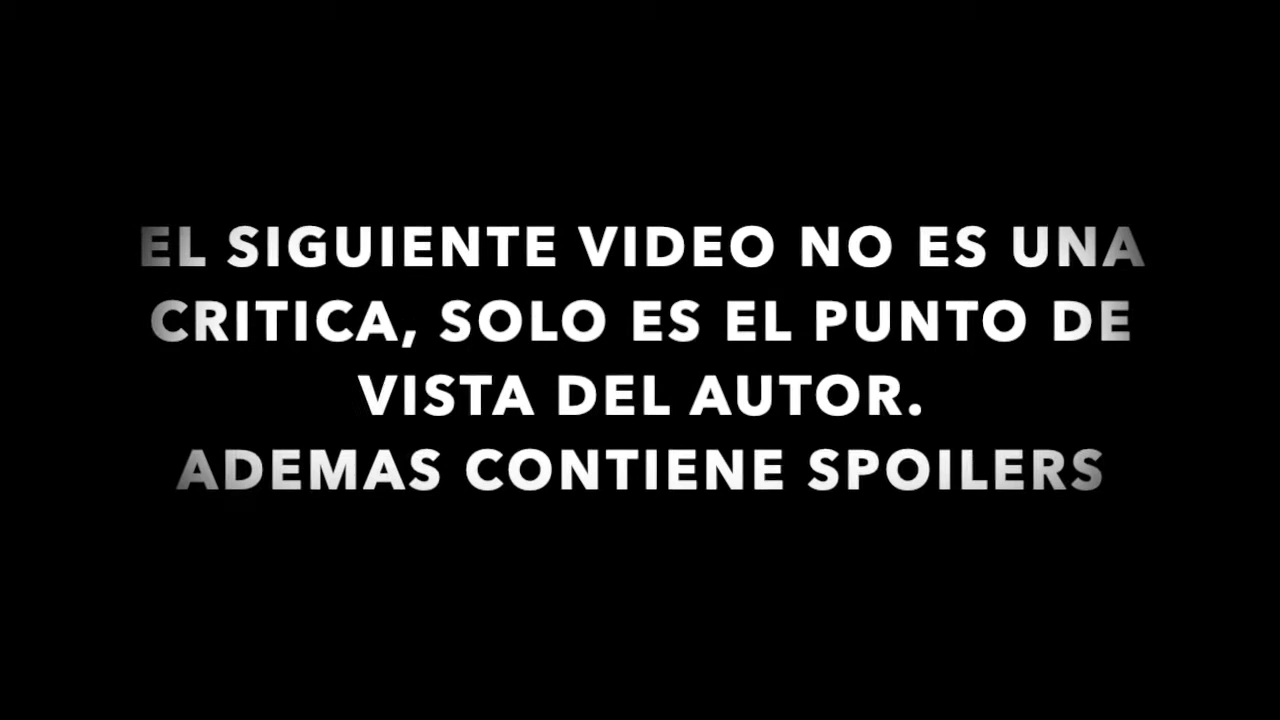 EL SIGUIENTE VIDEO NO ES UNA
CRITICA, SOLO ES EL PUNTO DE
VISTA DEL AUTOR.
ADEMAS CONTIENE SPOILERS